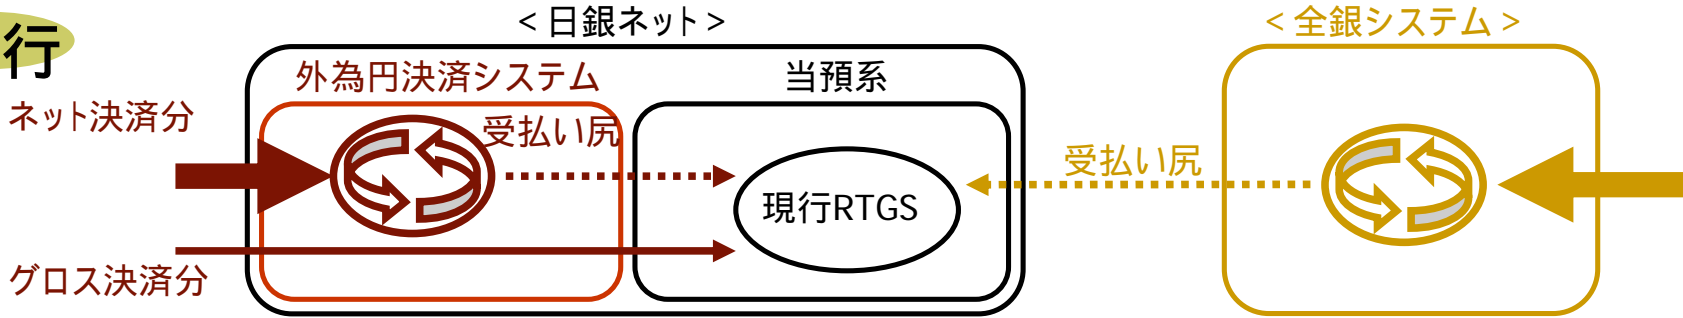 行
<日銀ネット>
<全銀システム>
外為円決済システム
当預系
ネット決済分
受払い尻
受払い尻
現行RTGS
グロス決済分